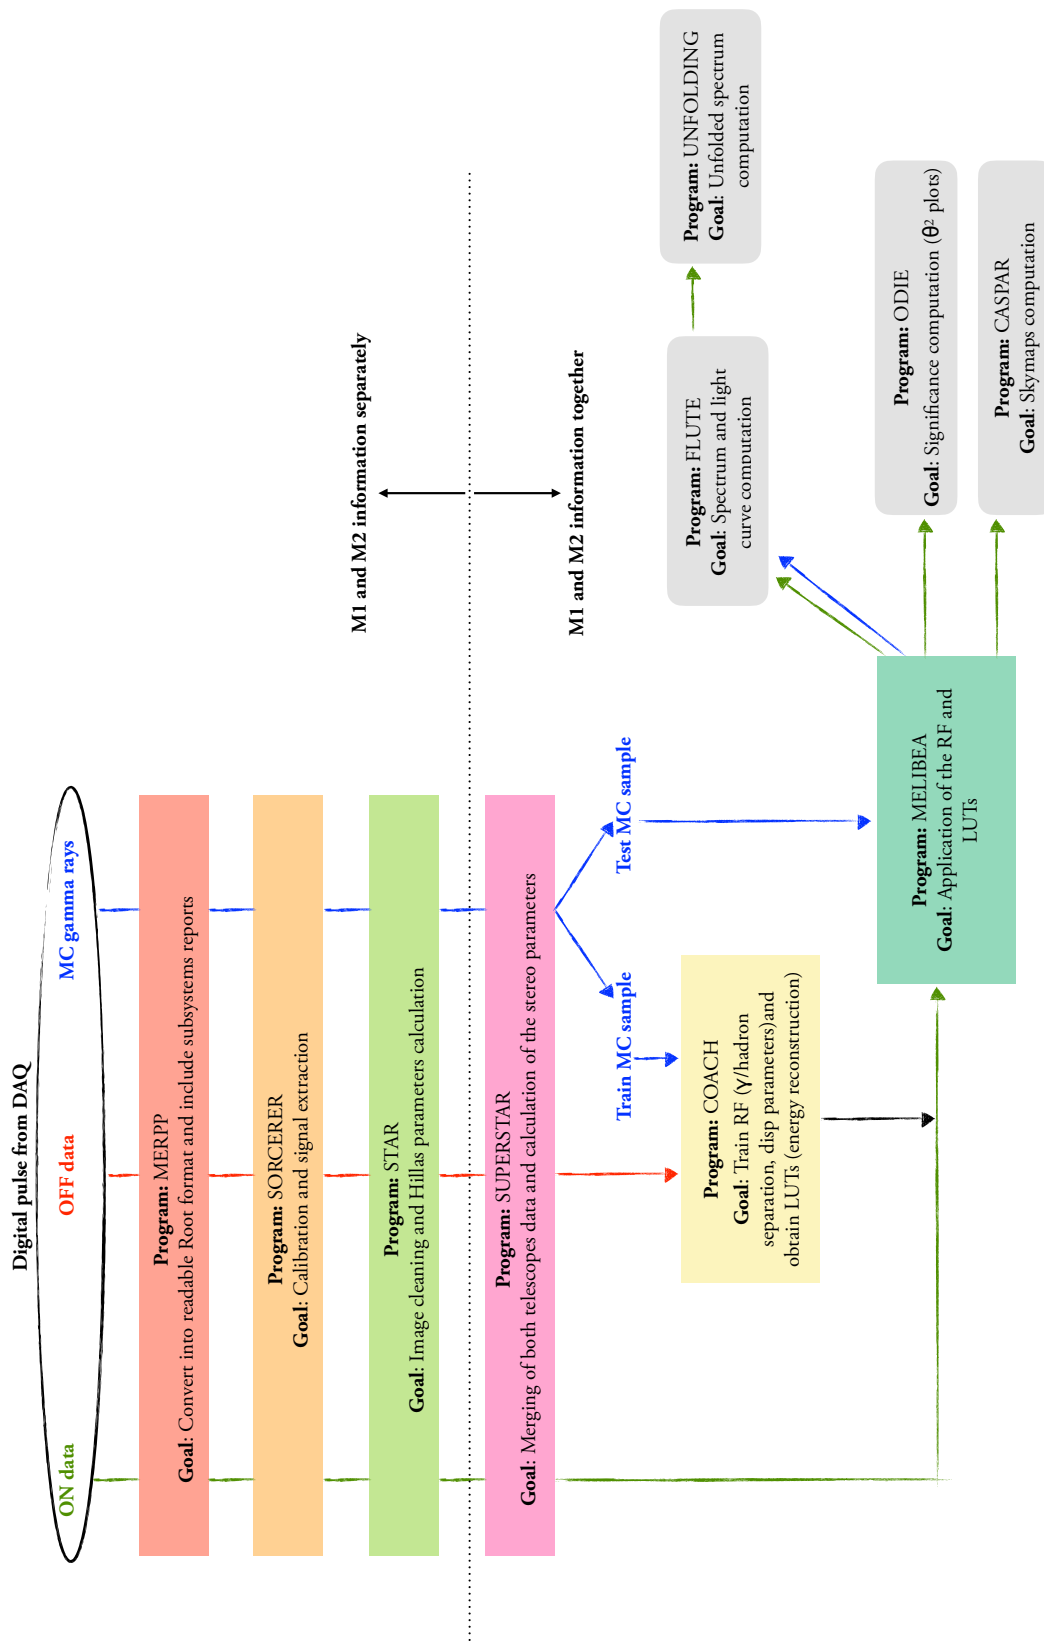 Digital pulse from DAQ
ON data
OFF data
MC gamma rays
Program: MERPP
Goal: Convert into readable Root format and include subsystems reports
Program: SORCERER
Goal: Calibration and signal extraction
Program: STAR
Goal: Image cleaning and Hillas parameters calculation
M1 and M2 information separately
M1 and M2 information together
Program: SUPERSTAR
Goal: Merging of both telescopes data and calculation of the stereo parameters
Train MC sample
Test MC sample
Program: COACH
Goal: Train RF (γ/hadron
separation, disp parameters)and
obtain LUTs (energy reconstruction)
Program: MELIBEA
Goal: Application of the RF and
LUTs
Program: FLUTE
Goal: Spectrum and light
curve computation
Program: UNFOLDING
Goal: Unfolded spectrum
computation
Program: ODIE
Goal: Significance computation (θ² plots)
Program: CASPAR
Goal: Skymaps computation